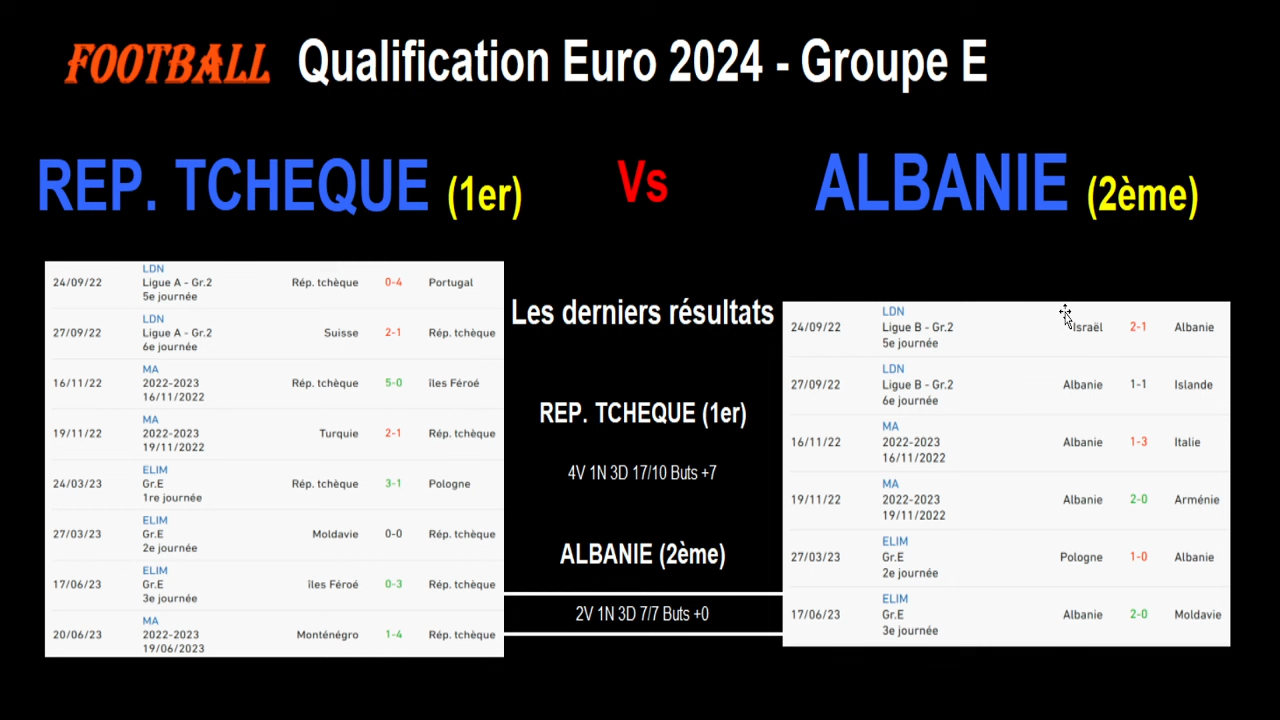 FOOTBALL Qualification Euro 2024 - Groupe E
REP. TCHEQUE (1er) Vs ALBANIE (2ème)
LDN
24/09/22 Ligue A - Gr.2 Rép. tchèque 0-4 Portugal
5e journée
LDN
27/09/22 Ligue A - Gr.2 Suisse 2-1 Rép. tchèque
6e journée
MA
16/11/22 2022-2023 Rép. tchèque 5-0 îles Féroé
16/11/2022
MA
19/11/22 2022-2023 Turquie 2-1 Rép. tchèque
19/11/2022
ELIM
24/03/23 Gr.E Rép. tchèque 3-1 Pologne
1re journée
ELIM
27/03/23 Gr.E Moldavie 0-0 Rép. tchèque
2e journée
ELIM
17/06/23 Gr.E îles Féroé 0-3 Rép. tchèque
3e journée
MA
20/06/23 2022-2023 Monténégro 1-4 Rép. tchèque
19/06/2023
Les derniers résultats
REP. TCHEQUE (1er)
4V 1N 3D 17/10 Buts +7
ALBANIE (2ème)
2V 1N 3D 7/7 Buts +0
LDN
24/09/22 Ligue B - Gr.2 Israël 2-1 Albanie
5e journée
LDN
27/09/22 Ligue B - Gr.2 Albanie 1-1 Islande
6e journée
MA
16/11/22 2022-2023 Albanie 1-3 Italie
16/11/2022
MA
19/11/22 2022-2023 Albanie 2-0 Arménie
19/11/2022
ELIM
27/03/23 Gr.E Pologne 1-0 Albanie
2e journée
ELIM
17/06/23 Gr.E Albanie 2-0 Moldavie
3e journée